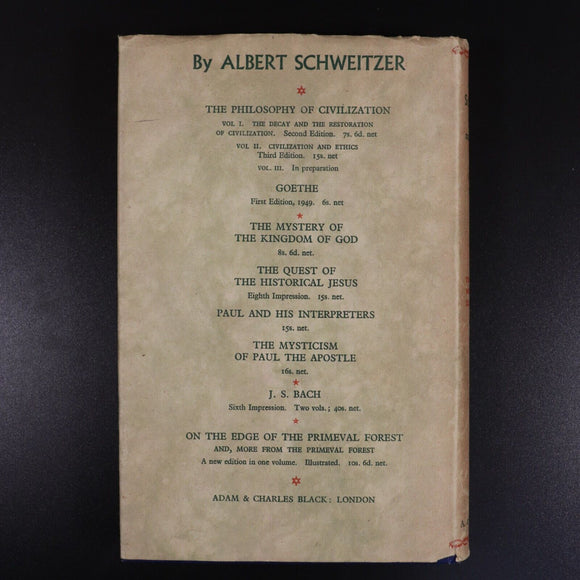 By ALBERT SCHWEITZER
THE PHILOSOPHY OF CIVILIZATION
VOL I. THE DECAY AND THE RESTORATION
OF CIVILIZATION. Second Edition. 7s. 6d. net
VOL II. CIVILIZATION AND ETHICS
Third Edition. 15s. net
VOL. III. In preparation
GOETHE
First Edition, 1949. 6s. net
THE MYSTERY OF
THE KINGDOM OF GOD
8s. 6d. net.
THE QUEST OF
THE HISTORICAL JESUS
Eighth Impression. 15s. net.
PAUL AND HIS INTERPRETERS
15s. net.
THE MYSTICISM
OF PAUL THE APOSTLE
16s. net.
J. S. BACH
Sixth Impression. Two vols.; 40s. net.
ON THE EDGE OF THE PRIMEVAL FOREST
AND, MORE FROM THE PRIMEVAL FOREST
A new edition in one volume. Illustrated. 10s. 6d. net.
ADAM & CHARLES BLACK: LONDON